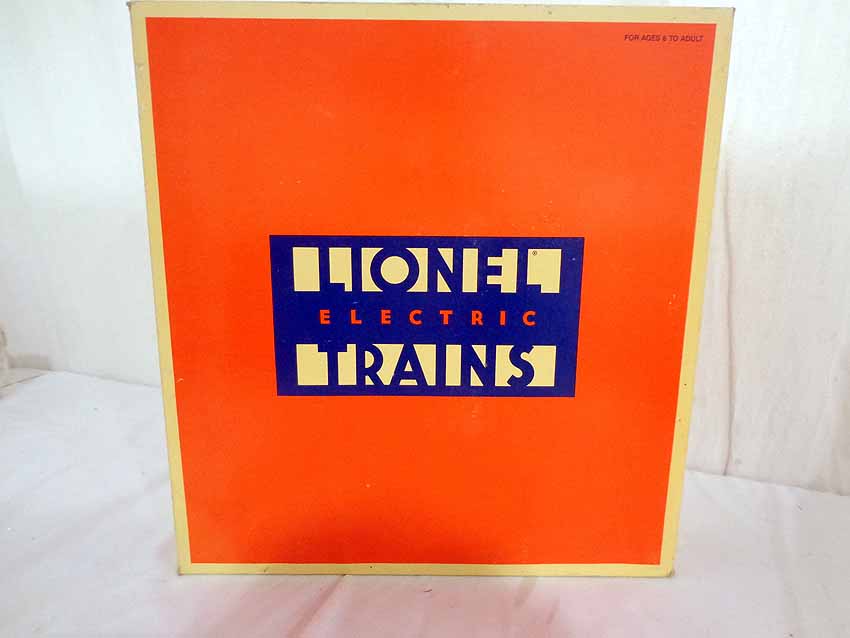 FOR AGES 8 TO ADULT
LIONEL®
ELECTRIC
TRAINS